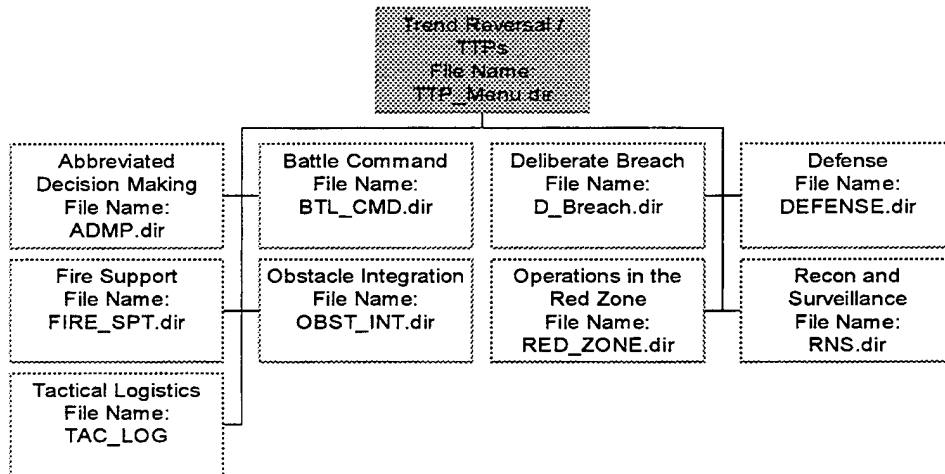 Trend Reversal /
TTPs
File Name:
TTP_Menu.dir
Abbreviated
Decision Making
File Name:
ADMP.dir
Battle Command
File Name:
BTL_CMD.dir
Deliberate Breach
File Name:
D_Breach.dir
Defense
File Name:
DEFENSE.dir
Fire Support
File Name:
FIRE_SPT.dir
Obstacle Integration
File Name:
OBST_INT.dir
Operations in the
Red Zone
File Name:
RED_ZONE.dir
Recon and
Surveillance
File Name:
RNS.dir
Tactical Logistics
File Name:
TAC_LOG